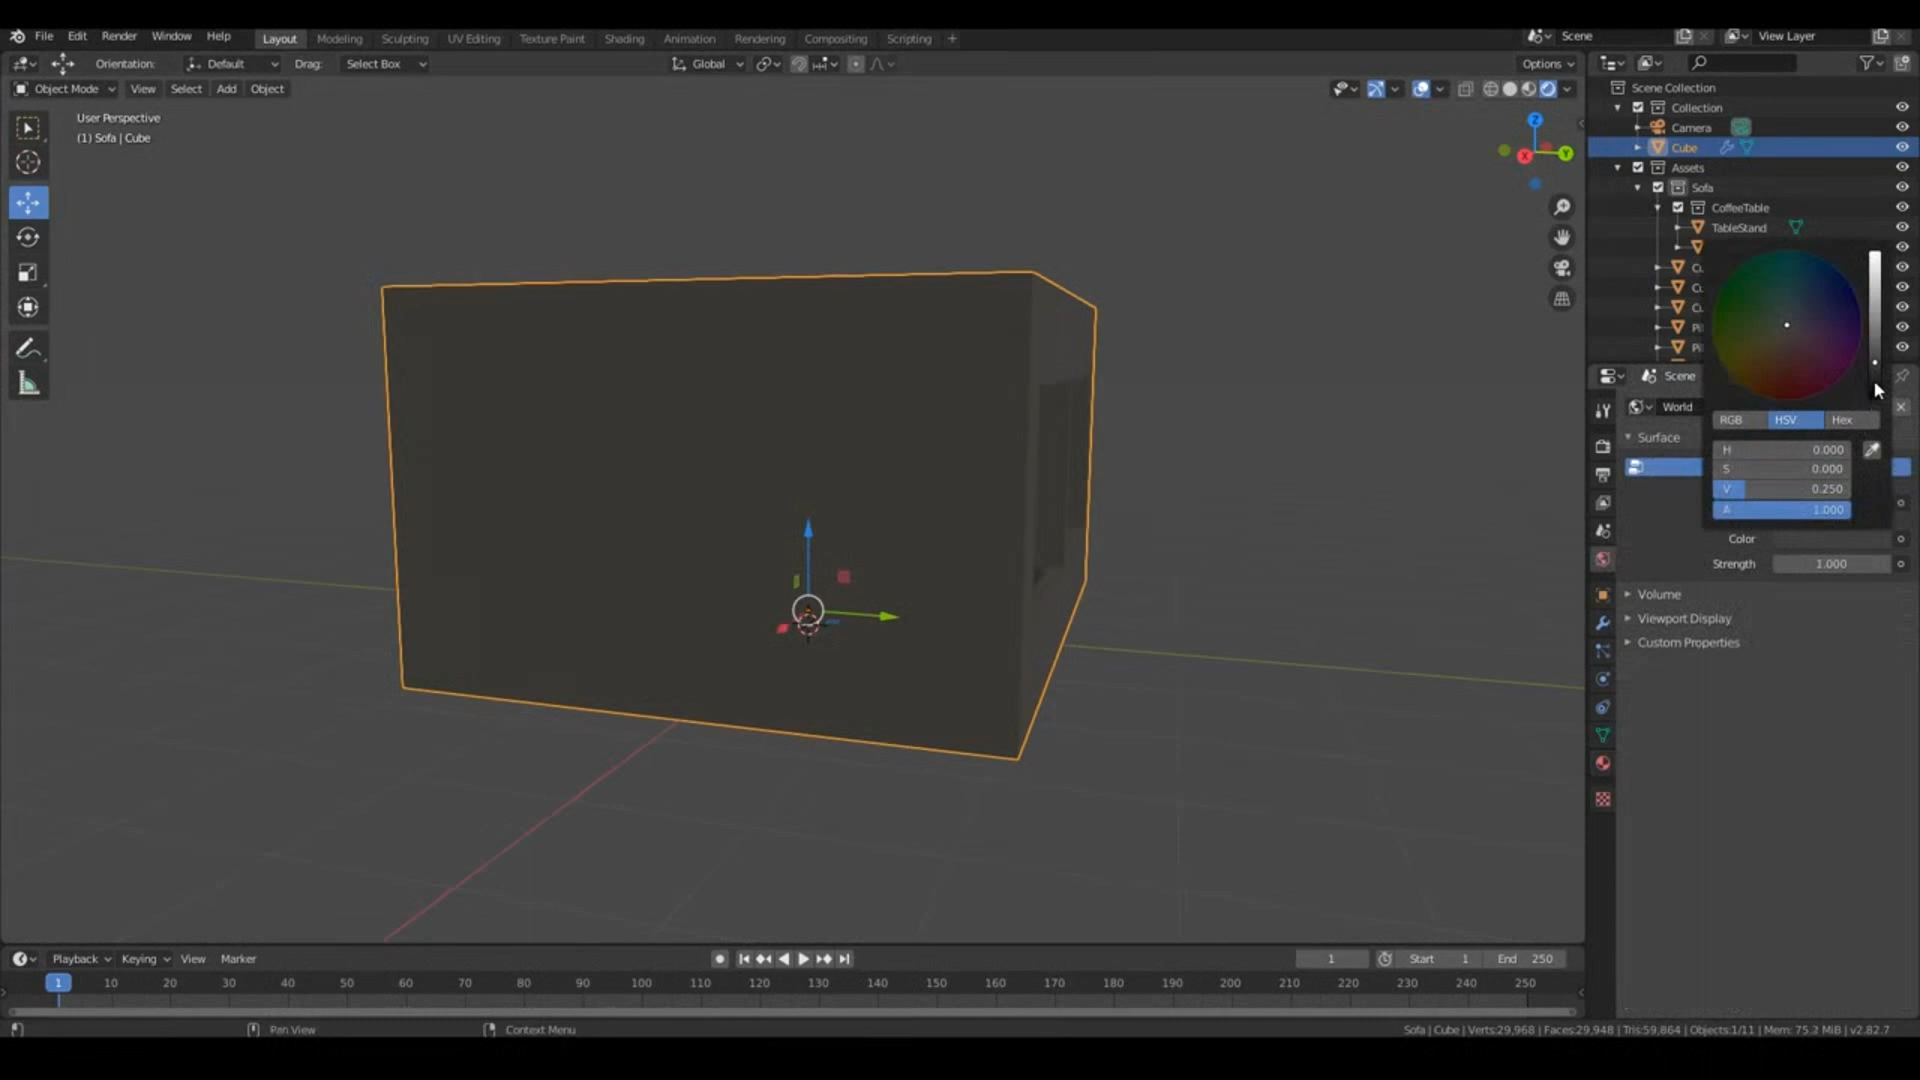 File Edit Render Window Help Layout Modeling Sculpting UV Editing Texture Paint Shading Animation Rendering Compositing Scripting + Scene View Layer
Orientation: Default Drag: Select Box Global Options
Object Mode View Select Add Object
User Perspective
(1) Sofa | Cube
Scene Collection
Collection
Camera
Cube
Assets
Sofa
CoffeeTable
TableStand
Z
X
Y
Scene
World
RGB HSV Hex
Surface
H 0.000
S 0.000
V 0.250
A 1.000
Color
Strength 1.000
Volume
Viewport Display
Custom Properties
Playback Keying View Marker 1 Start 1 End 250
1 10 20 30 40 50 60 70 80 90 100 110 120 130 140 150 160 170 180 190 200 210 220 230 240 250
Pan View Context Menu Sofa | Cube | Verts:29,968 | Faces:29,948 | Tris:59,864 | Objects:1/11 | Mem: 75.2 MiB | v2.82.7